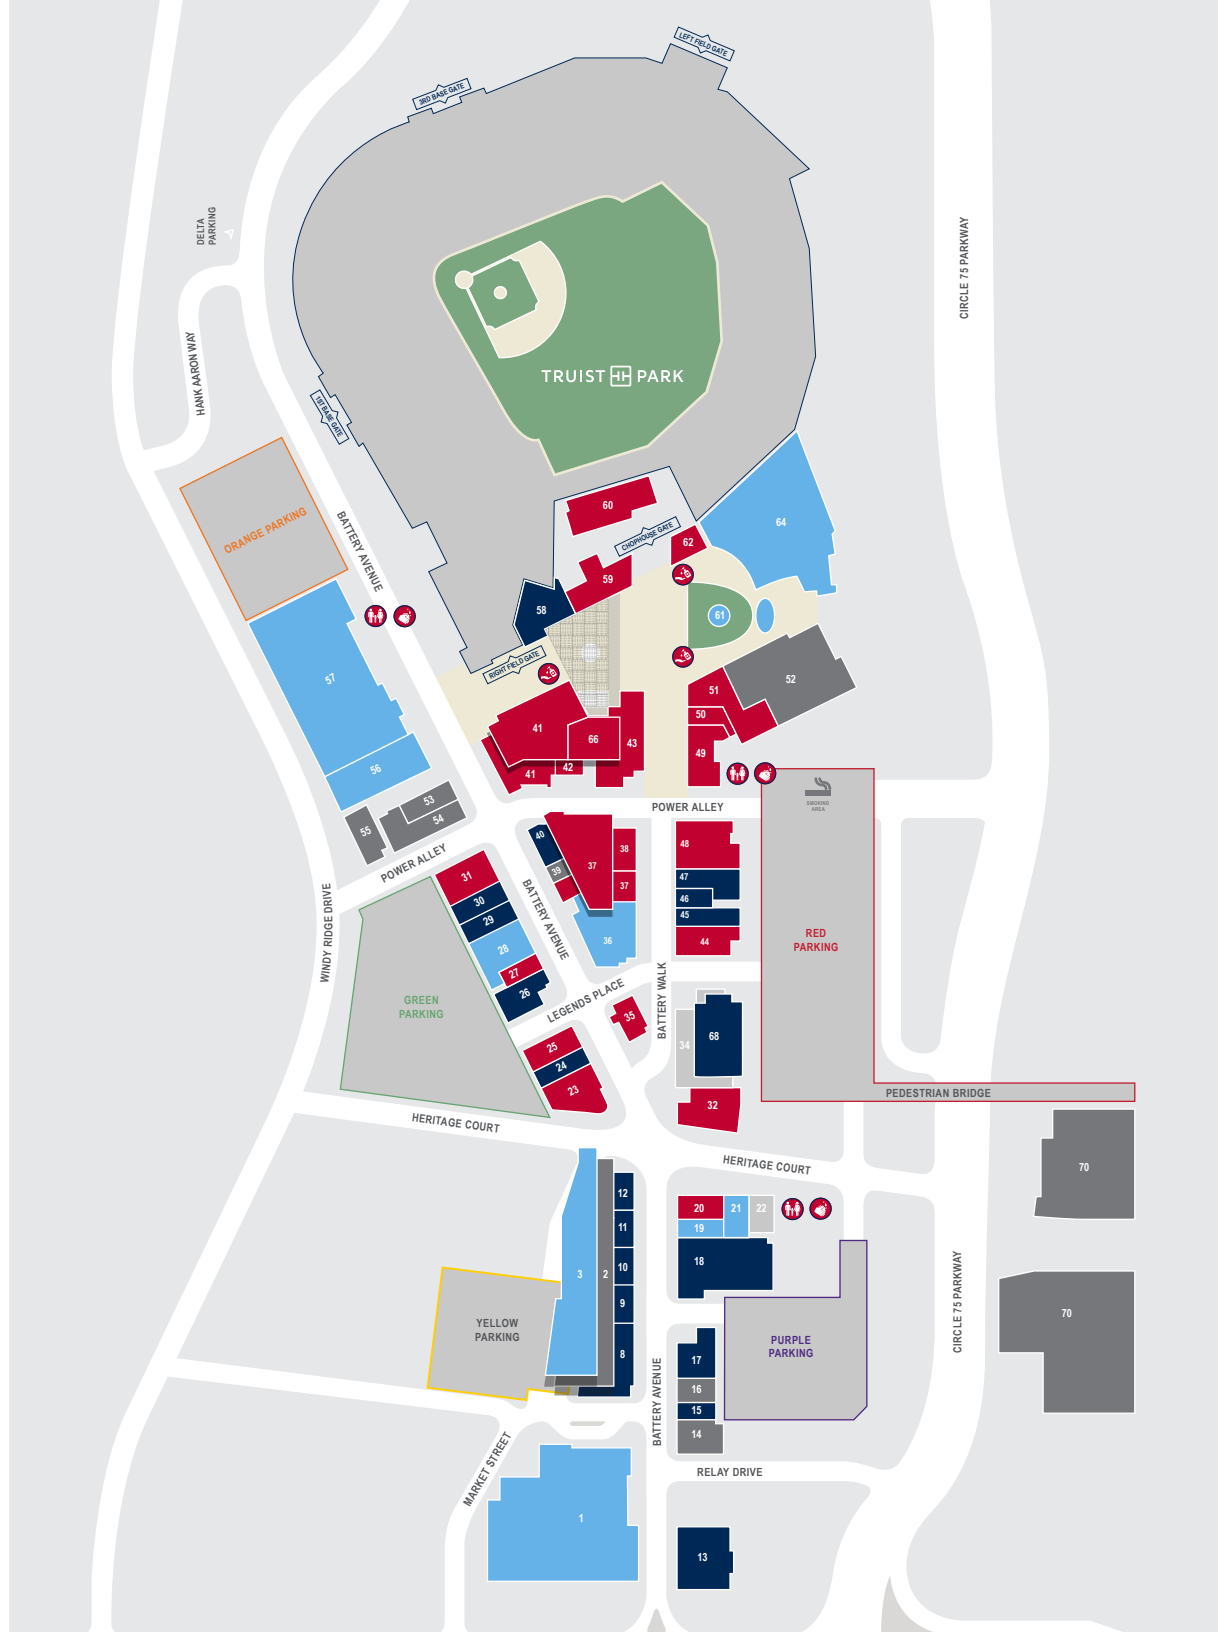 LEFT FIELD GATE
3RD BASE GATE
DELTA
PARKING
CIRCLE 75 PARKWAY
HANK AARON WAY
TRUIST PARK
1ST BASE GATE
ORANGE PARKING
BATTERY AVENUE
60
64
CHOPHOUSE GATE
62
59
58
61
RIGHT FIELD GATE
57
52
51
50
41
66
43
49
56
42
41
53
54
55
SMOKING
AREA
POWER ALLEY
POWER ALLEY
40
39
37
38
37
36
48
47
46
45
44
31
30
29
28
27
26
BATTERY AVENUE
WINDY RIDGE DRIVE
RED
PARKING
GREEN
PARKING
LEGENDS PLACE
BATTERY WALK
35
34
68
25
24
23
32
PEDESTRIAN BRIDGE
HERITAGE COURT
HERITAGE COURT
70
12
11
10
9
8
3
2
20
21
22
19
18
YELLOW
PARKING
PURPLE
PARKING
CIRCLE 75 PARKWAY
70
17
16
15
14
BATTERY AVENUE
MARKET STREET
RELAY DRIVE
1
13